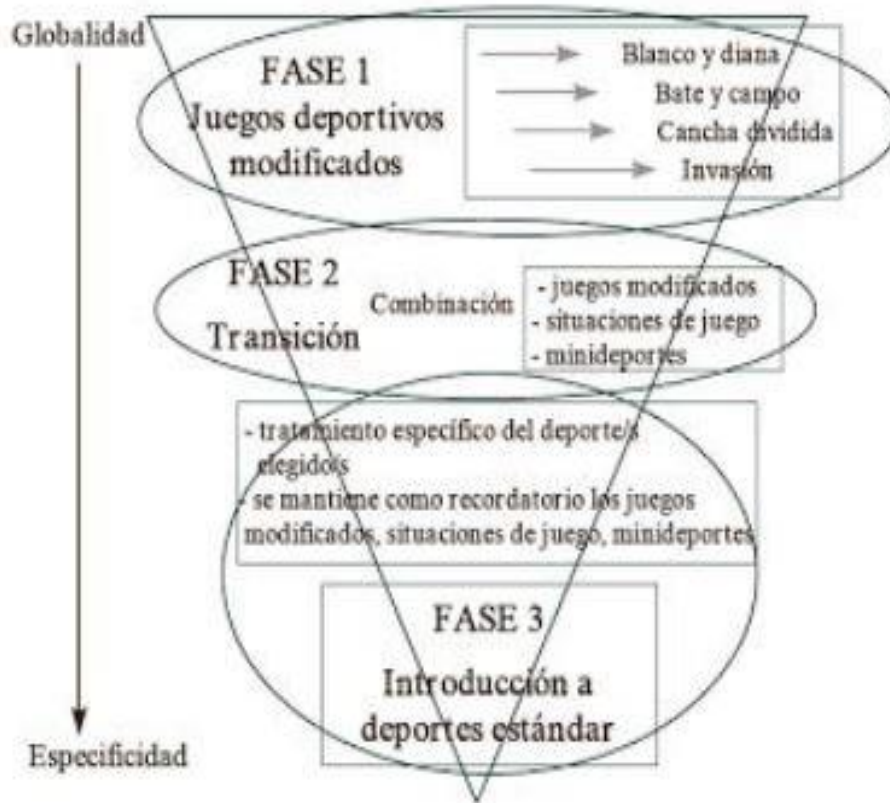 Globalidad
FASE 1
Juegos deportivos
modificados
Blanco y diana
Bate y campo
Cancha dividida
Invasión
FASE 2
Transición
Combinación
- juegos modificados
- situaciones de juego
- minideportes
- tratamiento específico del deporte/s
elegido/s
- se mantiene como recordatorio los juegos
modificados, situaciones de juego, minideportes
FASE 3
Introducción a
deportes estándar
Especificidad